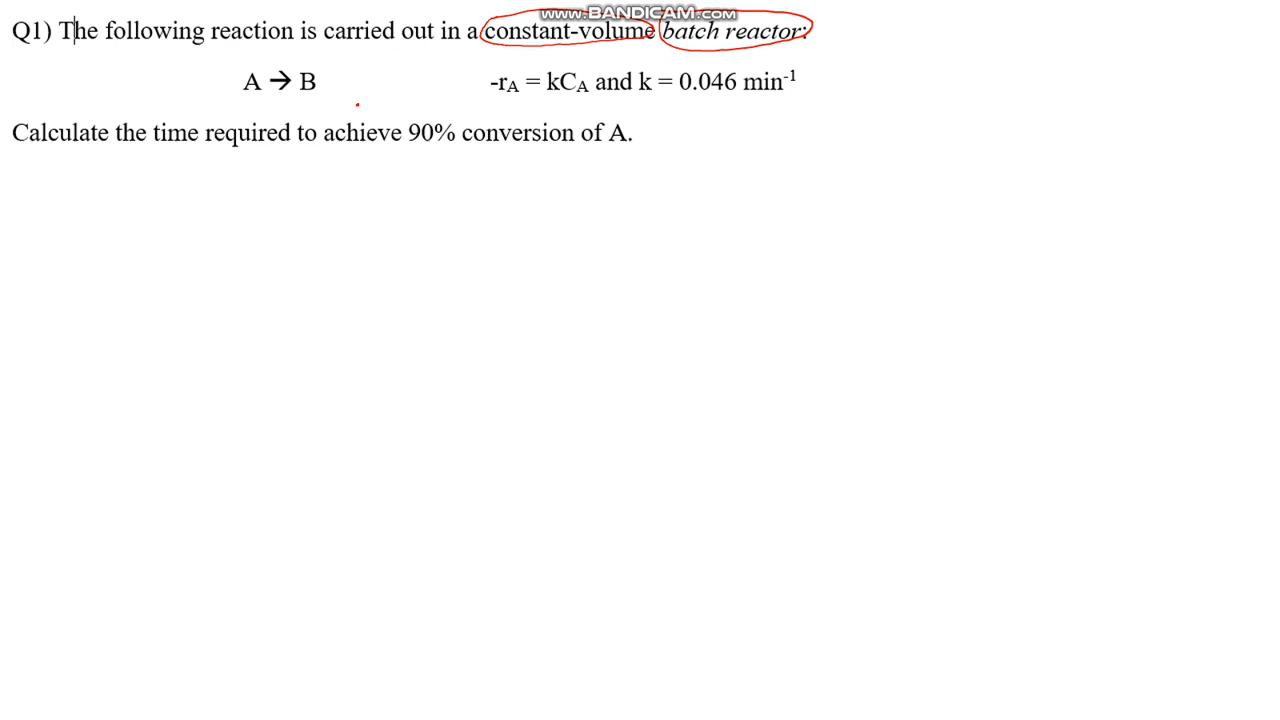 www.BANDICAM.com
Q1) The following reaction is carried out in a constant-volume batch reactor:
A → B -rA = kCA and k = 0.046 min-1
Calculate the time required to achieve 90% conversion of A.